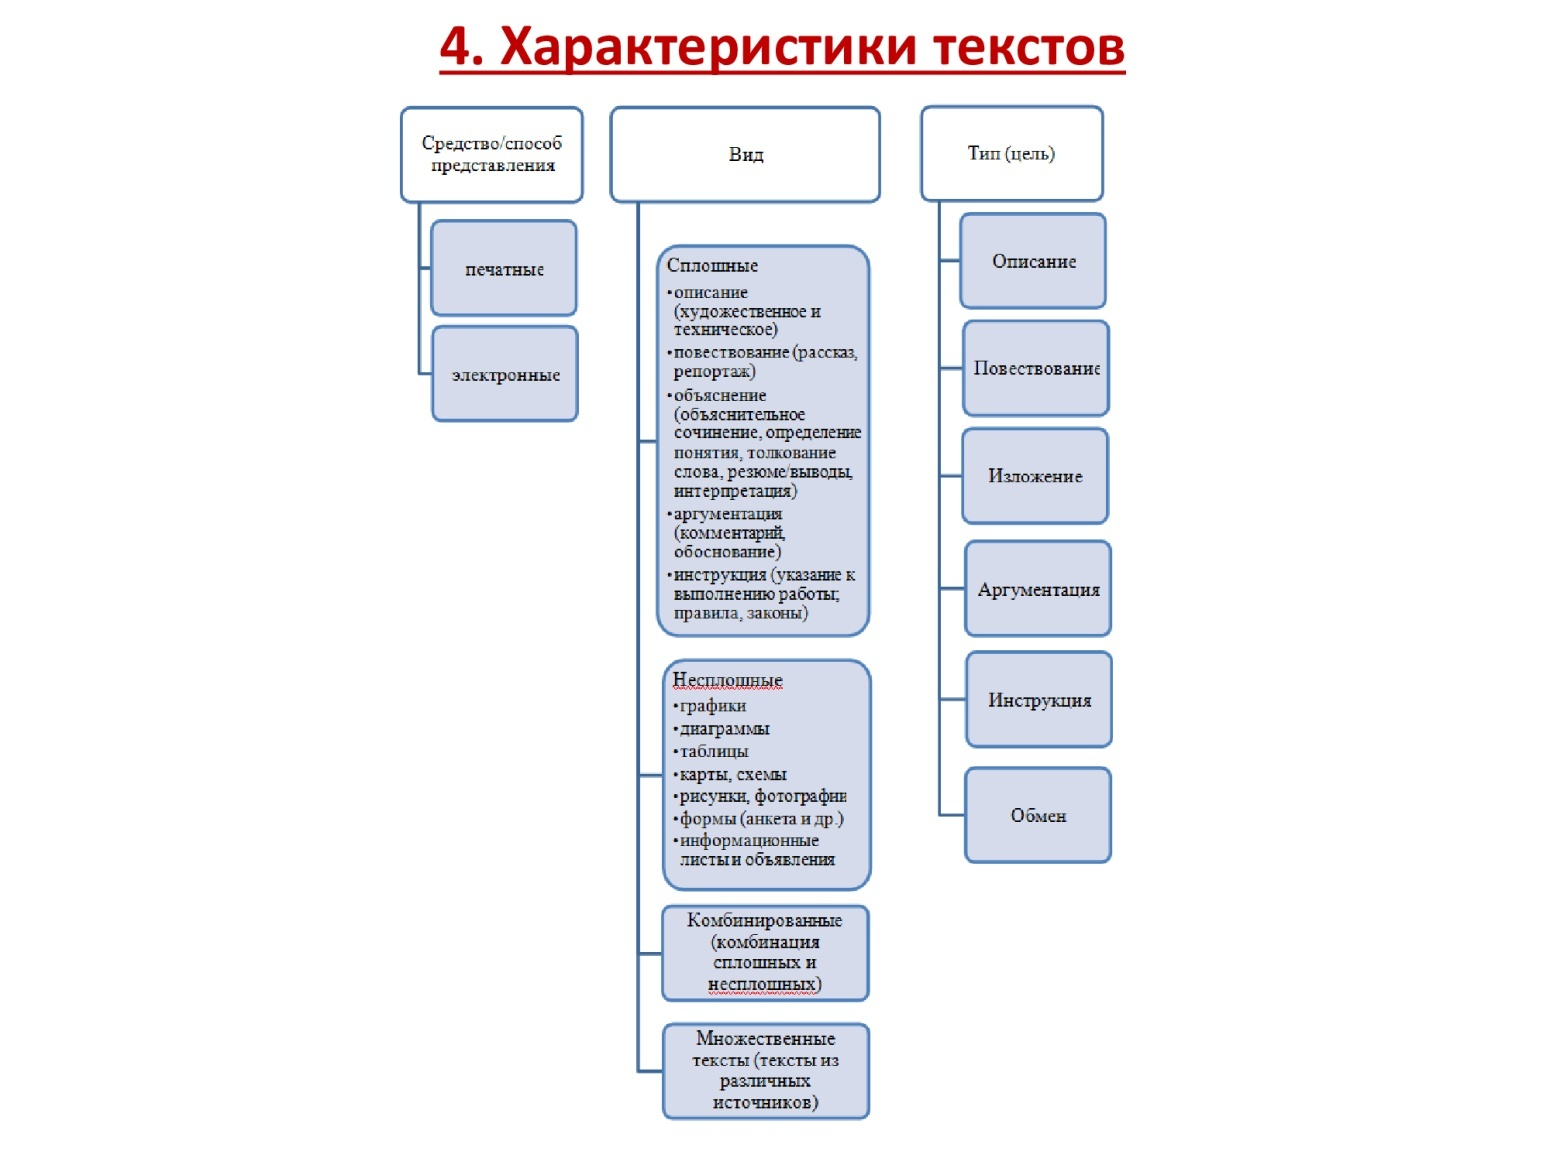 4. Характеристики текстов
Средство/способ
представления
печатные
электронные
Вид
Сплошные
•описание
(художественное и
техническое)
•повествование (рассказ,
репортаж)
•объяснение
(объяснительное
сочинение, определение
понятия, толкование
слова, резюме/выводы,
интерпретация)
•аргументация
(комментарий,
обоснование)
•инструкция (указание к
выполнению работы;
правила, законы)
Несплошные
•графики
•диаграммы
•таблицы
•карты, схемы
•рисунки, фотографии
•формы (анкета и др.)
•информационные
листы и объявления
Комбинированные
(комбинация
сплошных и
несплошных)
Множественные
тексты (тексты из
различных
источников)
Тип (цель)
Описание
Повествование
Изложение
Аргументация
Инструкция
Обмен